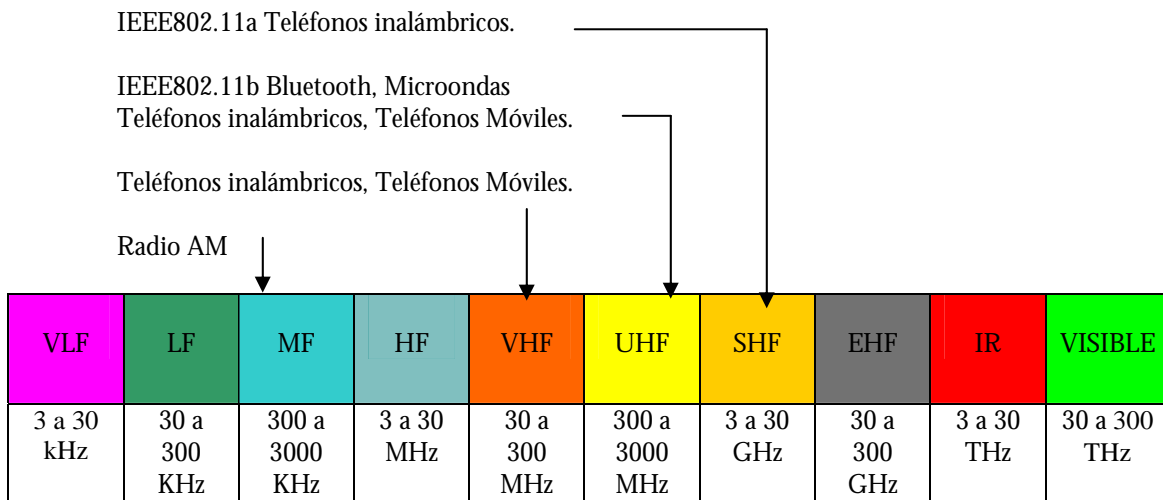 IEEE802.11a Teléfonos inalámbricos.
IEEE802.11b Bluetooth, Microondas
Teléfonos inalámbricos, Teléfonos Móviles.
Teléfonos inalámbricos, Teléfonos Móviles.
Radio AM
VLF LF MF HF VHF UHF SHF EHF IR VISIBLE
3 a 30 30 a 300 a 3 a 30 30 a 300 a 3 a 30 30 a 3 a 30 30 a 300
kHz 300 3000 MHz 300 3000 GHz 300 THz THz
KHz KHz MHz MHz GHz